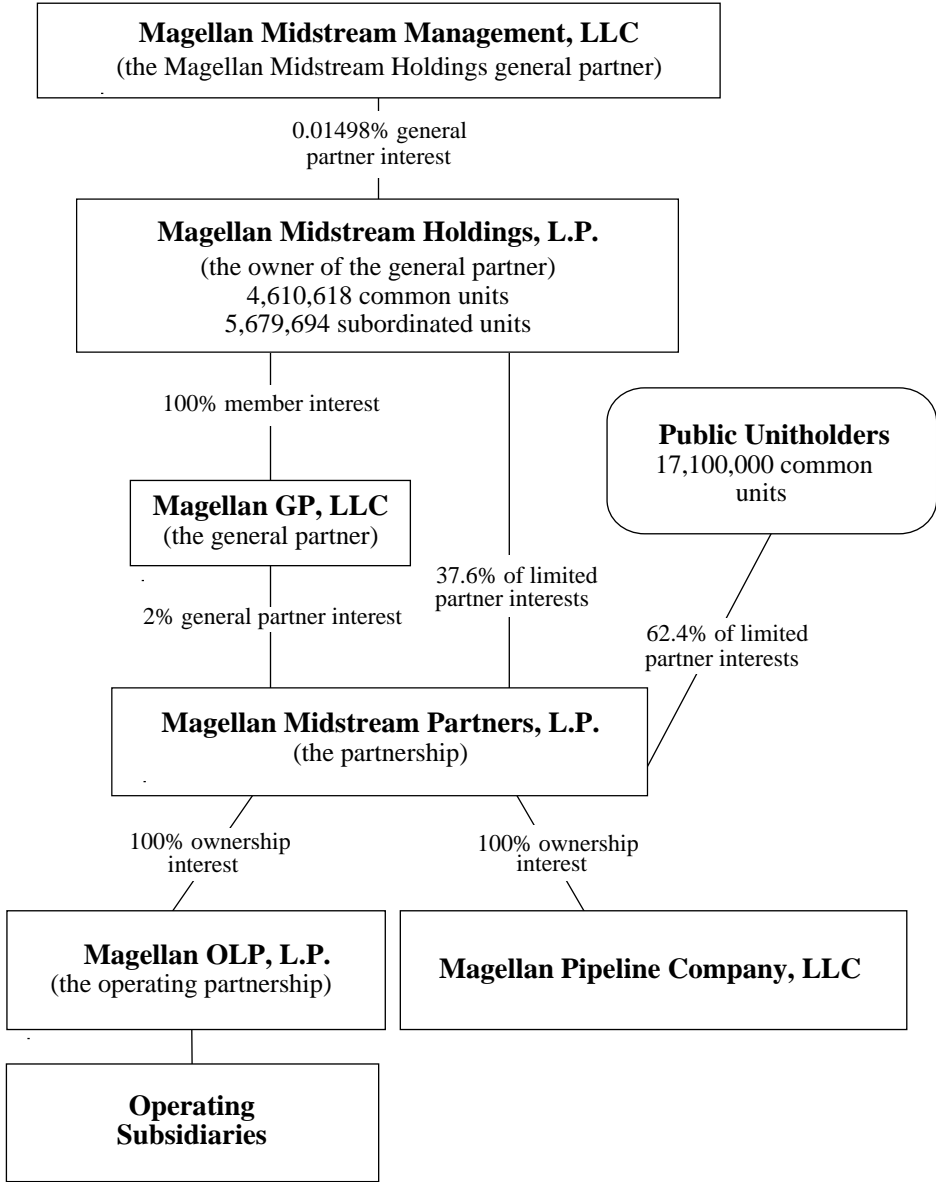 Magellan Midstream Management, LLC
(the Magellan Midstream Holdings general partner)
0.01498% general
partner interest
Magellan Midstream Holdings, L.P.
(the owner of the general partner)
4,610,618 common units
5,679,694 subordinated units
100% member interest
Public Unitholders
17,100,000 common
units
Magellan GP, LLC
(the general partner)
37.6% of limited
partner interests
2% general partner interest
62.4% of limited
partner interests
Magellan Midstream Partners, L.P.
(the partnership)
100% ownership
interest
100% ownership
interest
Magellan OLP, L.P.
(the operating partnership)
Magellan Pipeline Company, LLC
Operating
Subsidiaries